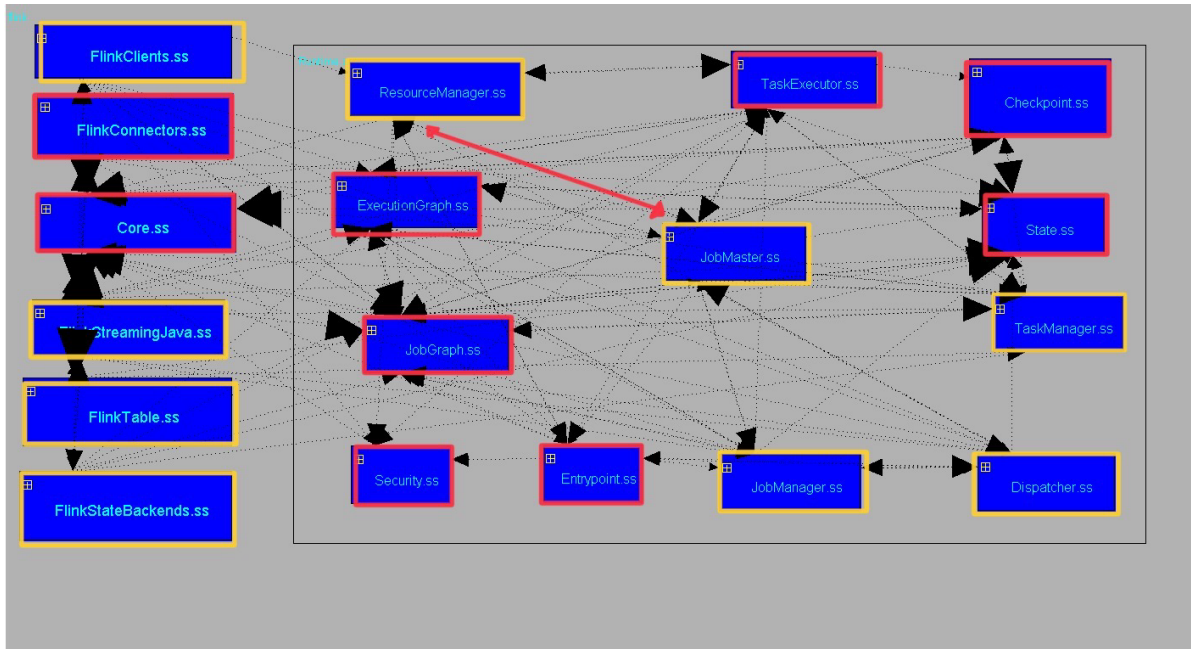 FlinkClients.ss
ResourceManager.ss
TaskExecutor.ss
Checkpoint.ss
FlinkConnectors.ss
ExecutionGraph.ss
Core.ss
State.ss
JobMaster.ss
FlinkStreamingJava.ss
TaskManager.ss
JobGraph.ss
FlinkTable.ss
Security.ss
Entrypoint.ss
JobManager.ss
Dispatcher.ss
FlinkStateBackends.ss